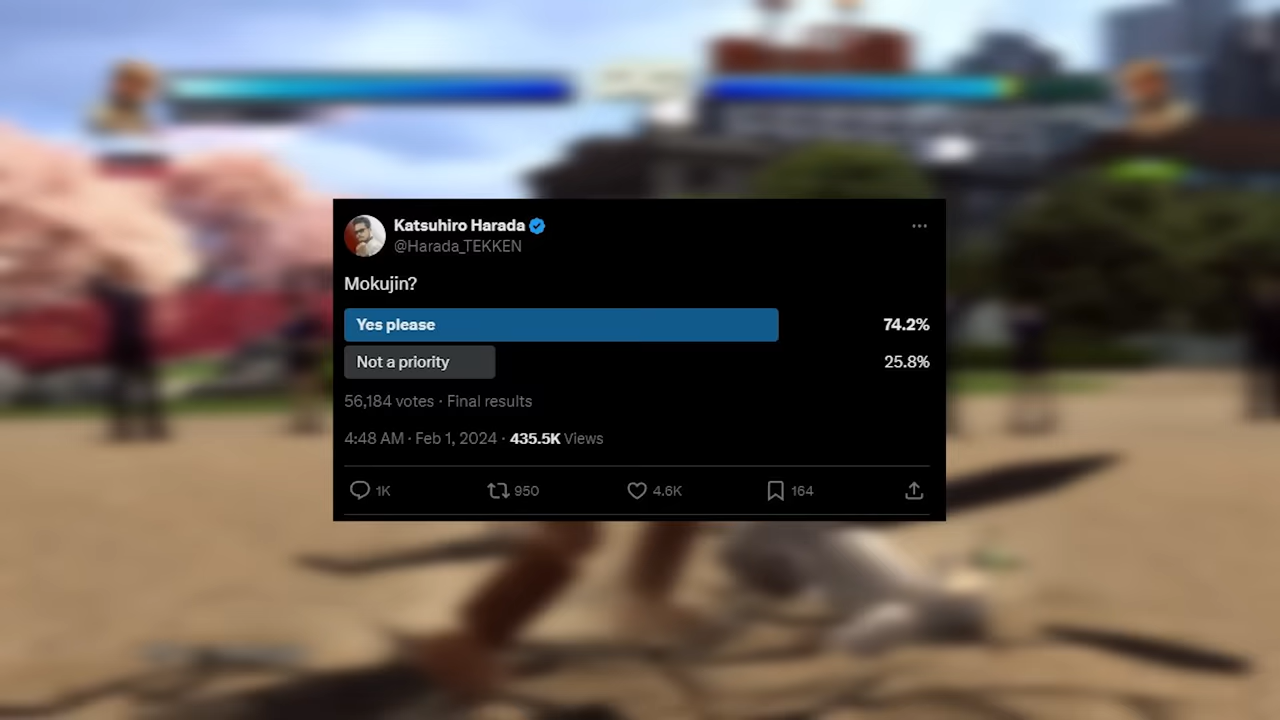 Katsuhiro Harada
@Harada_TEKKEN
Mokujin?
Yes please 74.2%
Not a priority 25.8%
56,184 votes · Final results
4:48 AM · Feb 1, 2024 · 435.5K Views
1K 950 4.6K 164